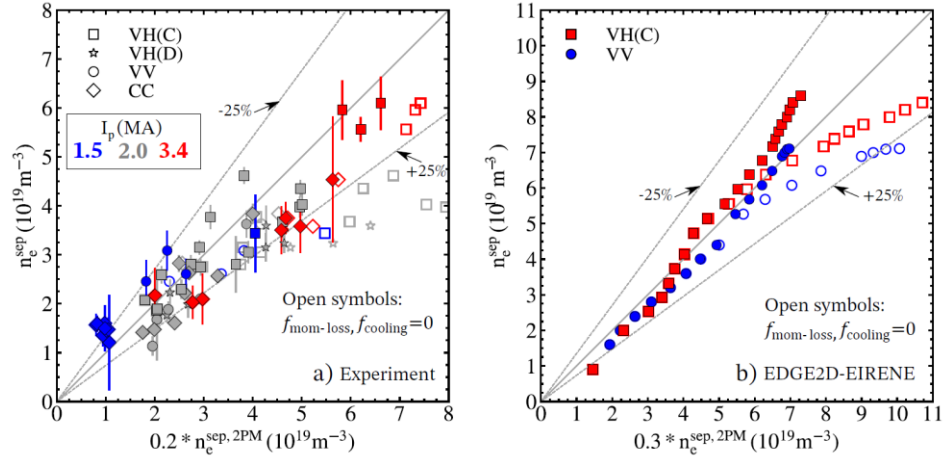 a)
VH(C)
VH(D)
VV
CC
I_p (MA)
1.5 2.0 3.4
-25%
+25%
Open symbols:
f_mom-loss, f_cooling=0
a) Experiment
n_e^sep (10^19 m^-3)
0 1 2 3 4 5 6 7 8
0 1 2 3 4 5 6 7 8
0.2 * n_e^sep, 2PM (10^19 m^-3)
b)
VH(C)
VV
-25%
+25%
Open symbols:
f_mom-loss, f_cooling=0
b) EDGE2D-EIRENE
n_e^sep (10^19 m^-3)
0 1 2 3 4 5 6 7 8 9 10 11
0 1 2 3 4 5 6 7 8 9 10 11
0.3 * n_e^sep, 2PM (10^19 m^-3)